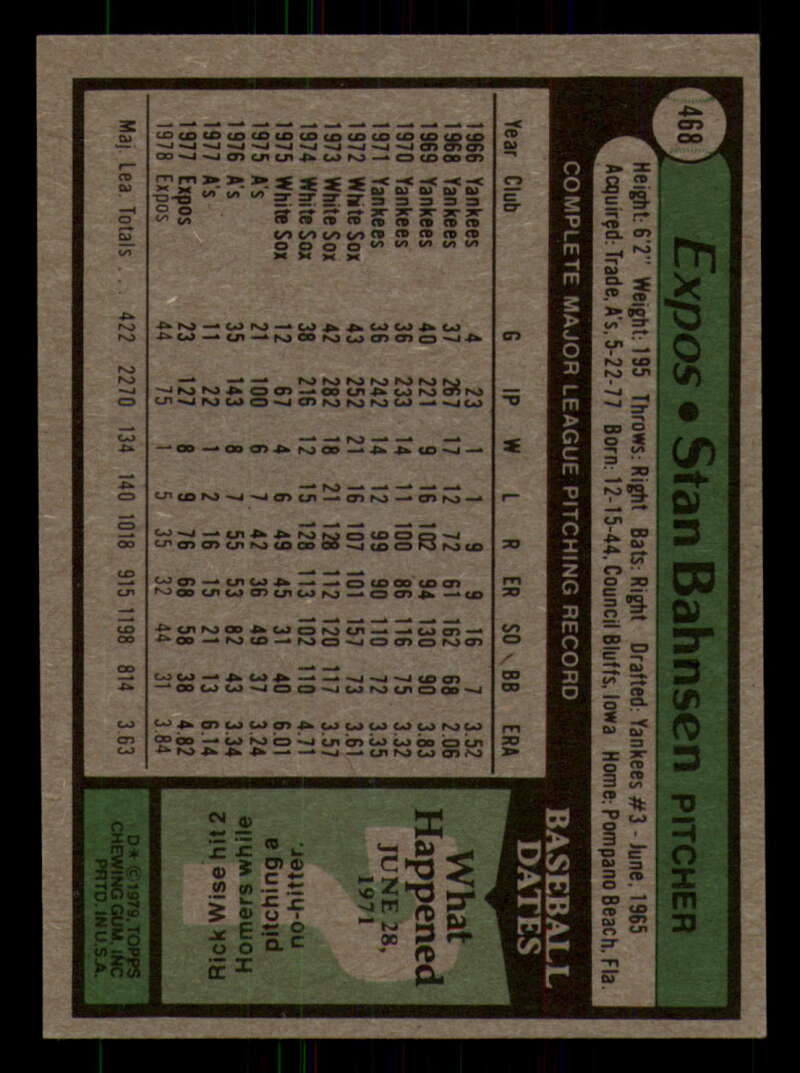 468
Expos • Stan Bahnsen PITCHER
Height: 6'2" Weight: 195 Throws: Right Bats: Right Drafted: Yankees #3 - June, 1965
Acquired: Trade, A's, 5-22-77 Born: 12-15-44, Council Bluffs, Iowa Home: Pompano Beach, Fla.
COMPLETE MAJOR LEAGUE PITCHING RECORD
Year Club G IP W L R ER SO BB ERA
1966 Yankees 4 23 1 1 9 9 16 7 3.52
1968 Yankees 37 267 17 12 72 61 162 68 2.06
1969 Yankees 40 221 9 16 102 94 130 90 3.83
1970 Yankees 36 233 14 11 100 86 116 75 3.32
1971 Yankees 36 242 14 12 99 90 110 72 3.35
1972 White Sox 43 252 21 16 107 101 157 73 3.61
1973 White Sox 42 282 18 21 128 112 120 117 3.57
1974 White Sox 38 216 12 15 128 113 102 110 4.71
1975 White Sox 12 67 4 6 49 45 31 40 6.01
1975 A's 21 100 6 7 42 36 49 37 3.24
1976 A's 35 143 8 7 55 53 82 43 3.34
1977 A's 11 22 1 2 16 15 21 13 6.14
1977 Expos 23 127 8 9 76 68 58 38 4.82
1978 Expos 44 75 1 5 35 32 44 31 3.84
Maj. Lea. Totals . . . 422 2270 134 140 1018 915 1198 814 3.63
BASEBALL
DATES
What
Happened
JUNE 28,
1971
Rick Wise hit 2
Homers while
pitching a
no-hitter.
D* © 1979, TOPPS
CHEWING GUM, INC
PRTD. IN U.S.A.